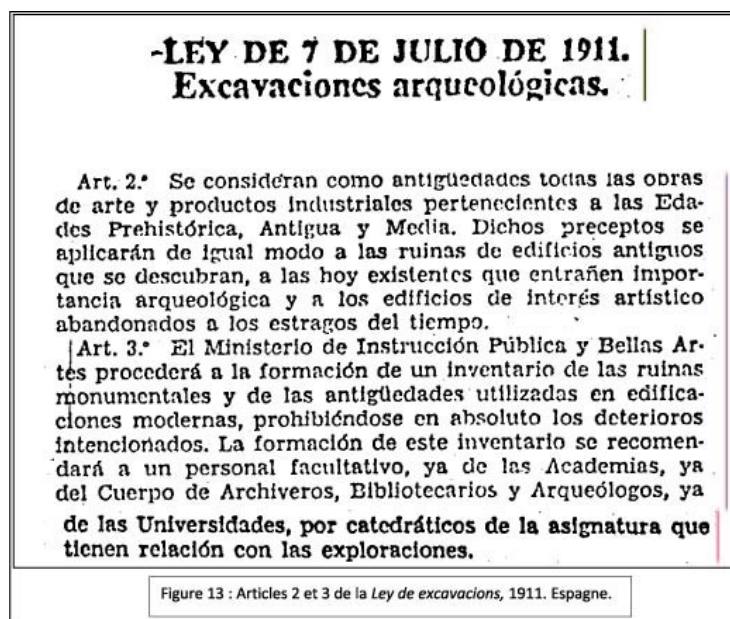 -LEY DE 7 DE JULIO DE 1911.
Excavaciones arqueológicas.
Art. 2.º Se consideran como antigüedades todas las obras
de arte y productos industriales pertenecientes a las Eda-
des Prehistórica, Antigua y Media. Dichos preceptos se
aplicarán de igual modo a las ruinas de edificios antiguos
que se descubran, a las hoy existentes que entrañen impor-
tancia arqueológica y a los edificios de interés artístico
abandonados a los estragos del tiempo.
Art. 3.º El Ministerio de Instrucción Pública y Bellas Ar-
tes procederá a la formación de un inventario de las ruinas
monumentales y de las antigüedades utilizadas en edifica-
ciones modernas, prohibiéndose en absoluto los deterioros
intencionados. La formación de este inventario se recomen-
dará a un personal facultativo, ya de las Academias, ya
del Cuerpo de Archiveros, Bibliotecarios y Arqueólogos, ya
de las Universidades, por catedráticos de la asignatura que
tienen relación con las exploraciones.
Figure 13 : Articles 2 et 3 de la Ley de excavacions, 1911. Espagne.